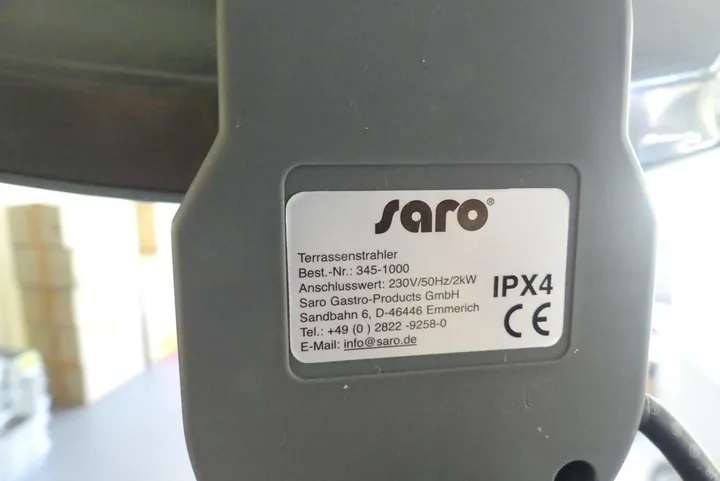 saro®
Terrassenstrahler
Best.-Nr.: 345-1000
Anschlusswert: 230V/50Hz/2kW
Saro Gastro-Products GmbH
Sandbahn 6, D-46446 Emmerich
Tel.: +49 (0 ) 2822 -9258-0
E-Mail: info@saro.de
IPX4
CE